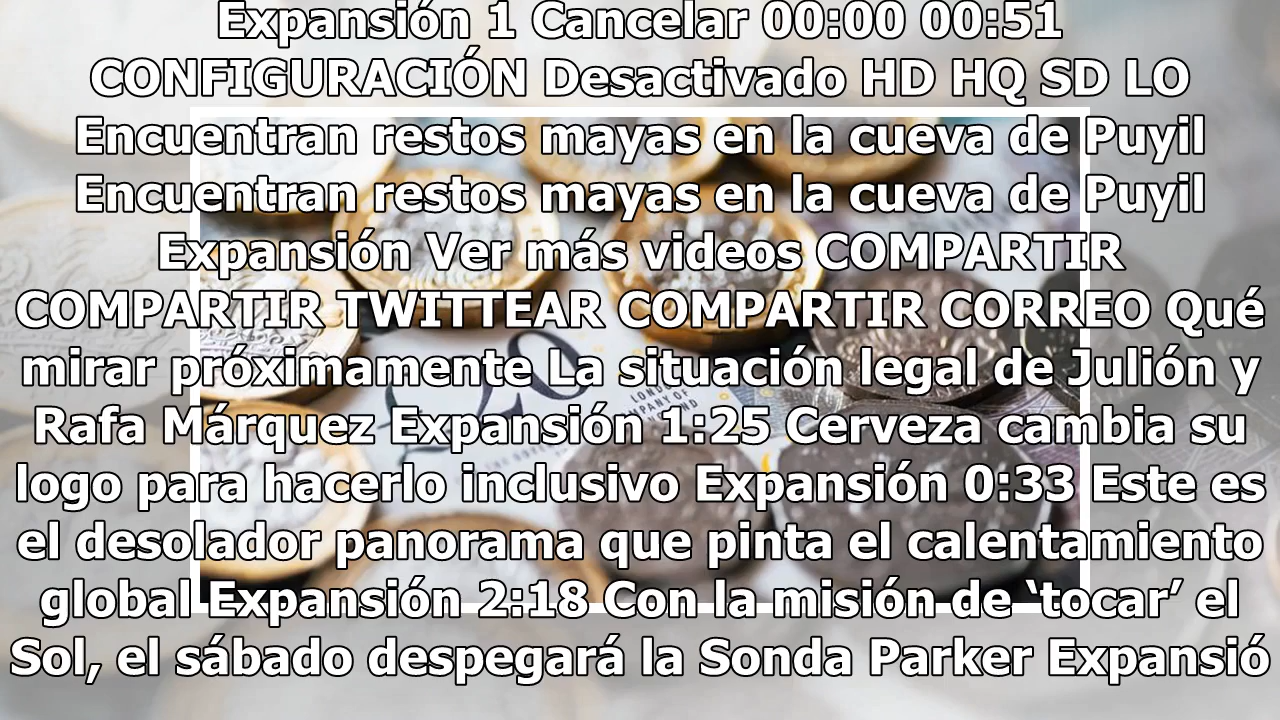 Expansión 1 Cancelar 00:00 00:51
CONFIGURACIÓN Desactivado HD HQ SD LO
Encuentran restos mayas en la cueva de Puyil
Encuentran restos mayas en la cueva de Puyil
Expansión Ver más videos COMPARTIR
COMPARTIR TWITTEAR COMPARTIR CORREO Qué
mirar próximamente La situación legal de Julión y
Rafa Márquez Expansión 1:25 Cerveza cambia su
logo para hacerlo inclusivo Expansión 0:33 Este es
el desolador panorama que pinta el calentamiento
global Expansión 2:18 Con la misión de ‘tocar’ el
Sol, el sábado despegará la Sonda Parker Expansió
£20